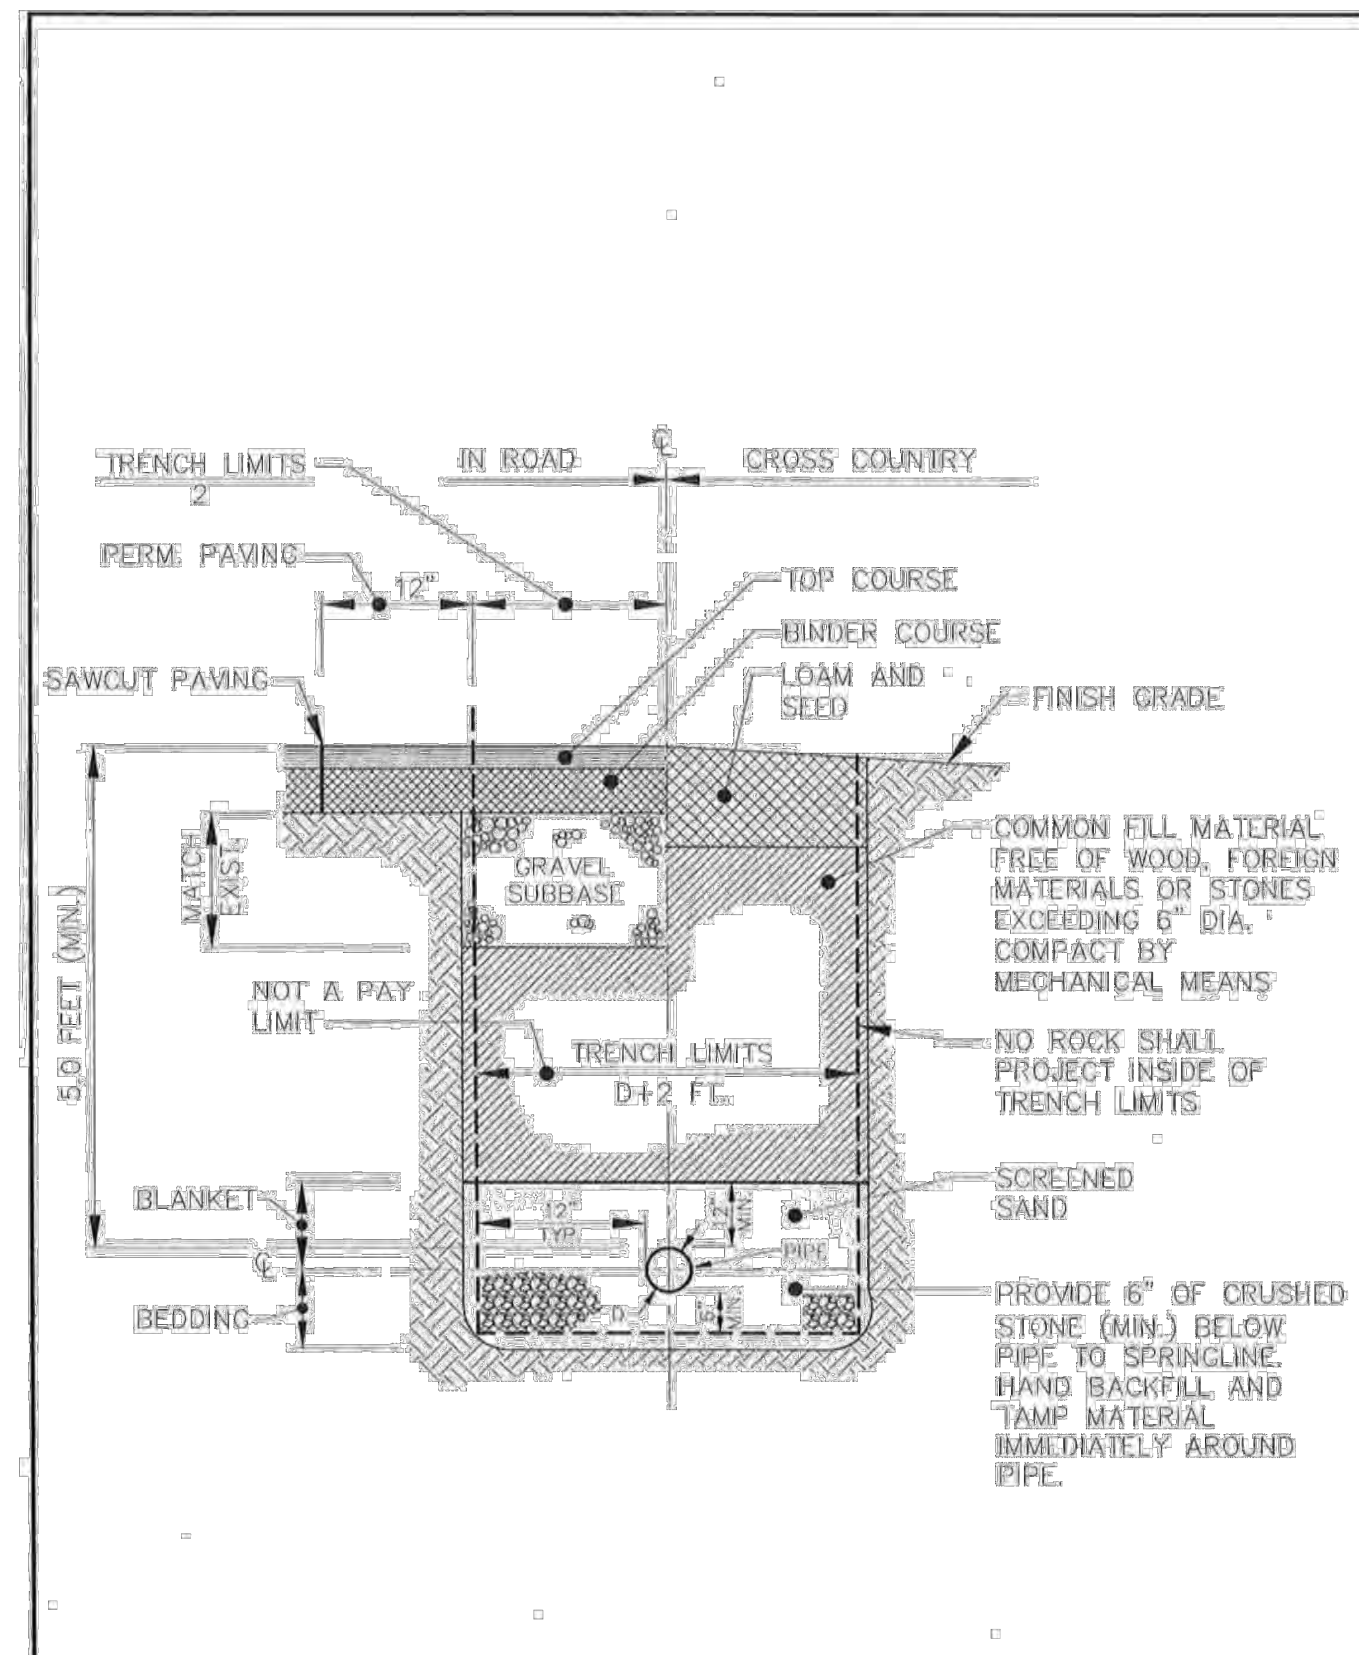 ℄
TRENCH LIMITS
2
IN ROAD
CROSS COUNTRY
PERM. PAVING
12"
TOP COURSE
BINDER COURSE
SAWCUT PAVING
LOAM AND
SEED
FINISH GRADE
MATCH
EXIST.
GRAVEL
SUBBASE
COMMON FILL MATERIAL
FREE OF WOOD, FOREIGN
MATERIALS OR STONES
EXCEEDING 6" DIA.
COMPACT BY
MECHANICAL MEANS
5.0 FEET (MIN.)
NOT A PAY
LIMIT
TRENCH LIMITS
D+2 FT.
NO ROCK SHALL
PROJECT INSIDE OF
TRENCH LIMITS
BLANKET
12"
TYP
12"
MIN.
SCREENED
SAND
℄
PIPE
BEDDING
D
6"
MIN.
PROVIDE 6" OF CRUSHED
STONE (MIN.) BELOW
PIPE TO SPRINGLINE.
HAND BACKFILL AND
TAMP MATERIAL
IMMEDIATELY AROUND
PIPE.